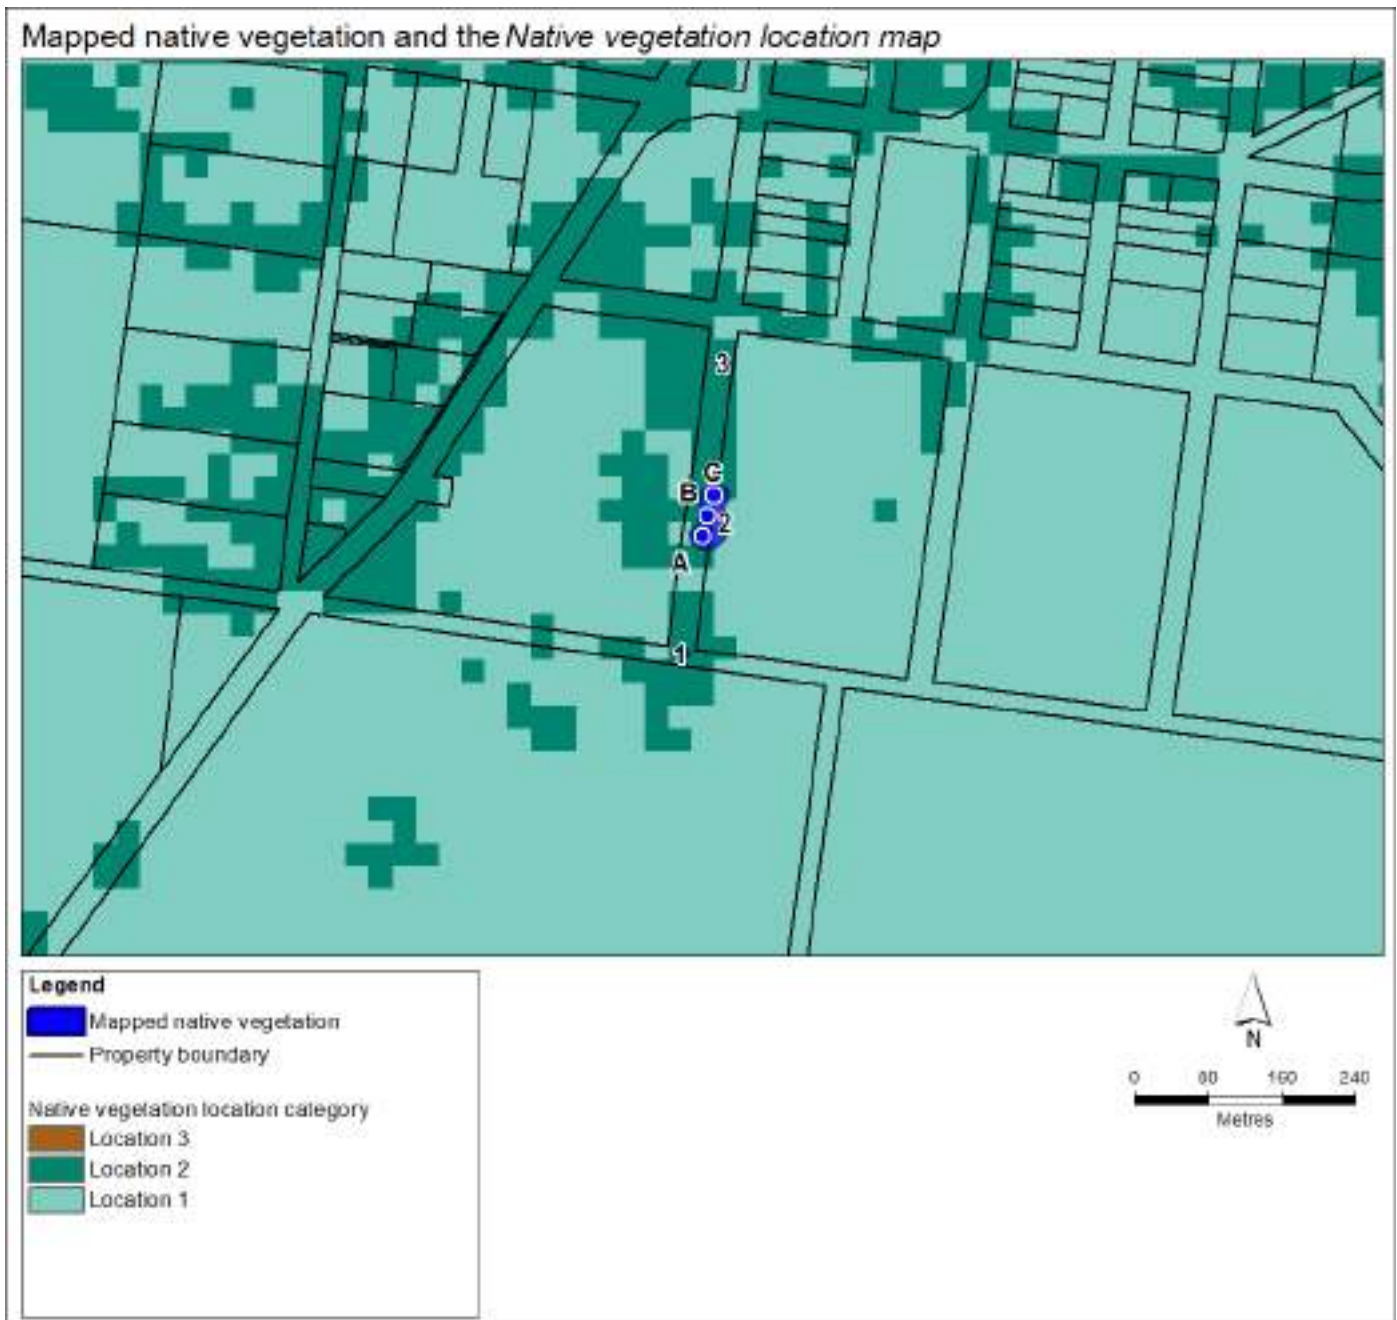 Mapped native vegetation and the Native vegetation location map
3
C
B
2
A
1
Legend
Mapped native vegetation
Property boundary
Native vegetation location category
Location 3
Location 2
Location 1
N
0 80 160 240
Metres